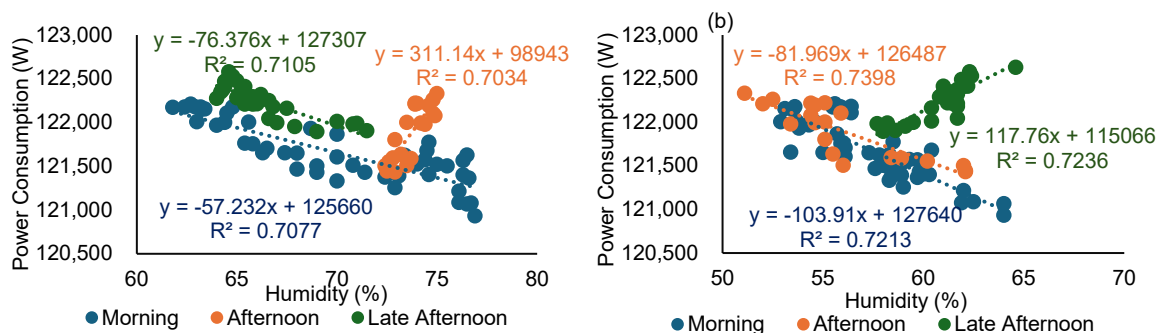 Power Consumption (W)
123,000
122,500
122,000
121,500
121,000
120,500
y = -76.376x + 127307
R² = 0.7105
y = 311.14x + 98943
R² = 0.7034
y = -57.232x + 125660
R² = 0.7077
60 65 70 75 80
Humidity (%)
Morning Afternoon Late Afternoon
(b)
Power Consumption (W)
123,000
122,500
122,000
121,500
121,000
120,500
y = -81.969x + 126487
R² = 0.7398
y = 117.76x + 115066
R² = 0.7236
y = -103.91x + 127640
R² = 0.7213
50 55 60 65 70
Humidity (%)
Morning Afternoon Late Afternoon